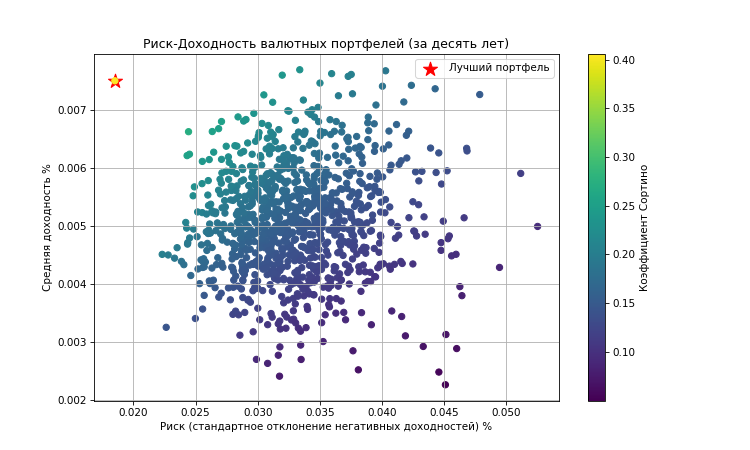 Риск-Доходность валютных портфелей (за десять лет)
Лучший портфель
0.007
0.006
0.005
0.004
0.003
0.002
Средняя доходность %
0.020 0.025 0.030 0.035 0.040 0.045 0.050
Риск (стандартное отклонение негативных доходностей) %
0.40
0.35
0.30
0.25
0.20
0.15
0.10
Коэффициент Сортино